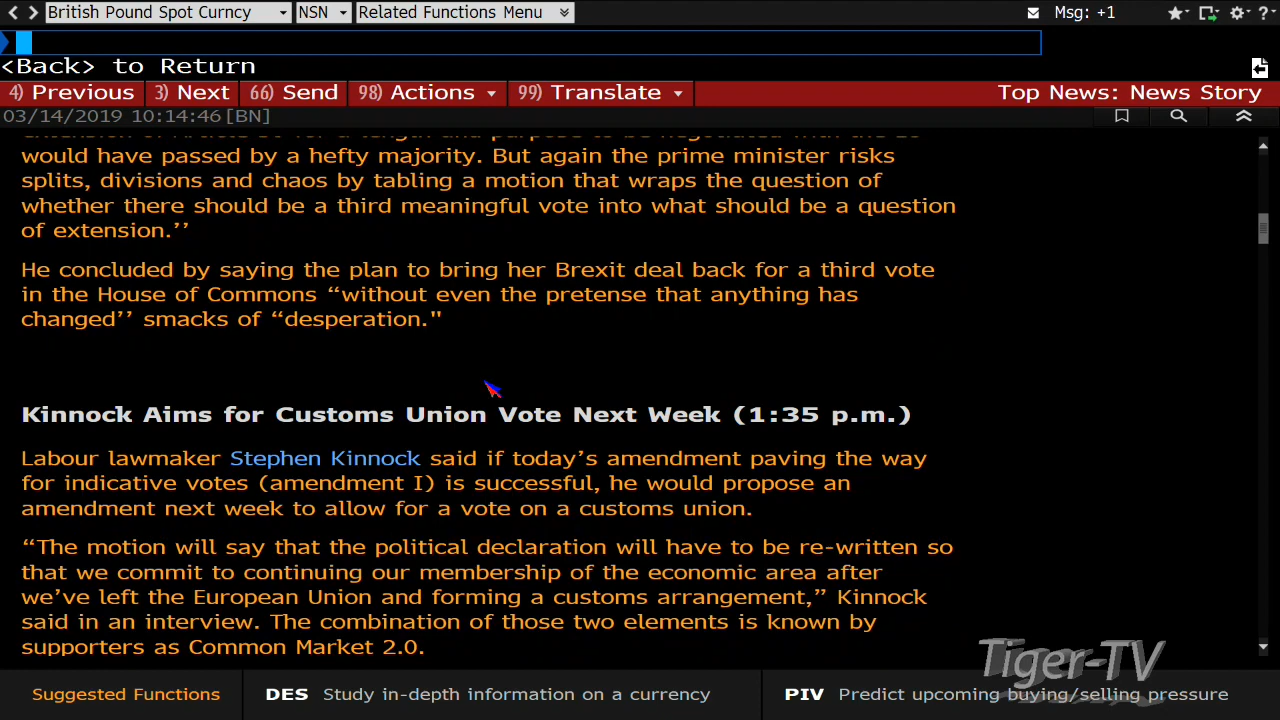 British Pound Spot Curncy NSN Related Functions Menu Msg: +1
<Back> to Return
4) Previous 3) Next 66) Send 98) Actions 99) Translate Top News: News Story
03/14/2019 10:14:46 [BN]
would have passed by a hefty majority. But again the prime minister risks
splits, divisions and chaos by tabling a motion that wraps the question of
whether there should be a third meaningful vote into what should be a question
of extension.’’
He concluded by saying the plan to bring her Brexit deal back for a third vote
in the House of Commons “without even the pretense that anything has
changed’’ smacks of “desperation."
Kinnock Aims for Customs Union Vote Next Week (1:35 p.m.)
Labour lawmaker Stephen Kinnock said if today’s amendment paving the way
for indicative votes (amendment I) is successful, he would propose an
amendment next week to allow for a vote on a customs union.
“The motion will say that the political declaration will have to be re-written so
that we commit to continuing our membership of the economic area after
we’ve left the European Union and forming a customs arrangement,” Kinnock
said in an interview. The combination of those two elements is known by
supporters as Common Market 2.0.
Tiger-TV
Suggested Functions DES Study in-depth information on a currency PIV Predict upcoming buying/selling pressure